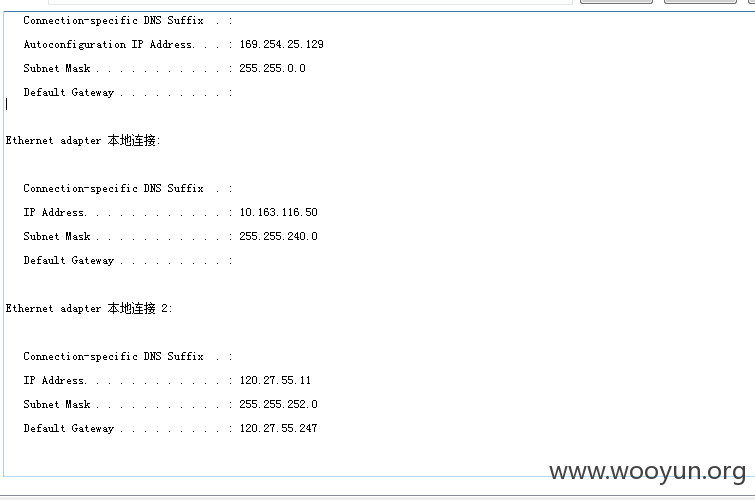 Connection-specific DNS Suffix  . :
Autoconfiguration IP Address. . . : 169.254.25.129
Subnet Mask . . . . . . . . . . . : 255.255.0.0
Default Gateway . . . . . . . . . :
Ethernet adapter 本地连接:
Connection-specific DNS Suffix  . :
IP Address. . . . . . . . . . . . : 10.163.116.50
Subnet Mask . . . . . . . . . . . : 255.255.240.0
Default Gateway . . . . . . . . . :
Ethernet adapter 本地连接 2:
Connection-specific DNS Suffix  . :
IP Address. . . . . . . . . . . . : 120.27.55.11
Subnet Mask . . . . . . . . . . . : 255.255.252.0
Default Gateway . . . . . . . . . : 120.27.55.247
www.wooyun.org